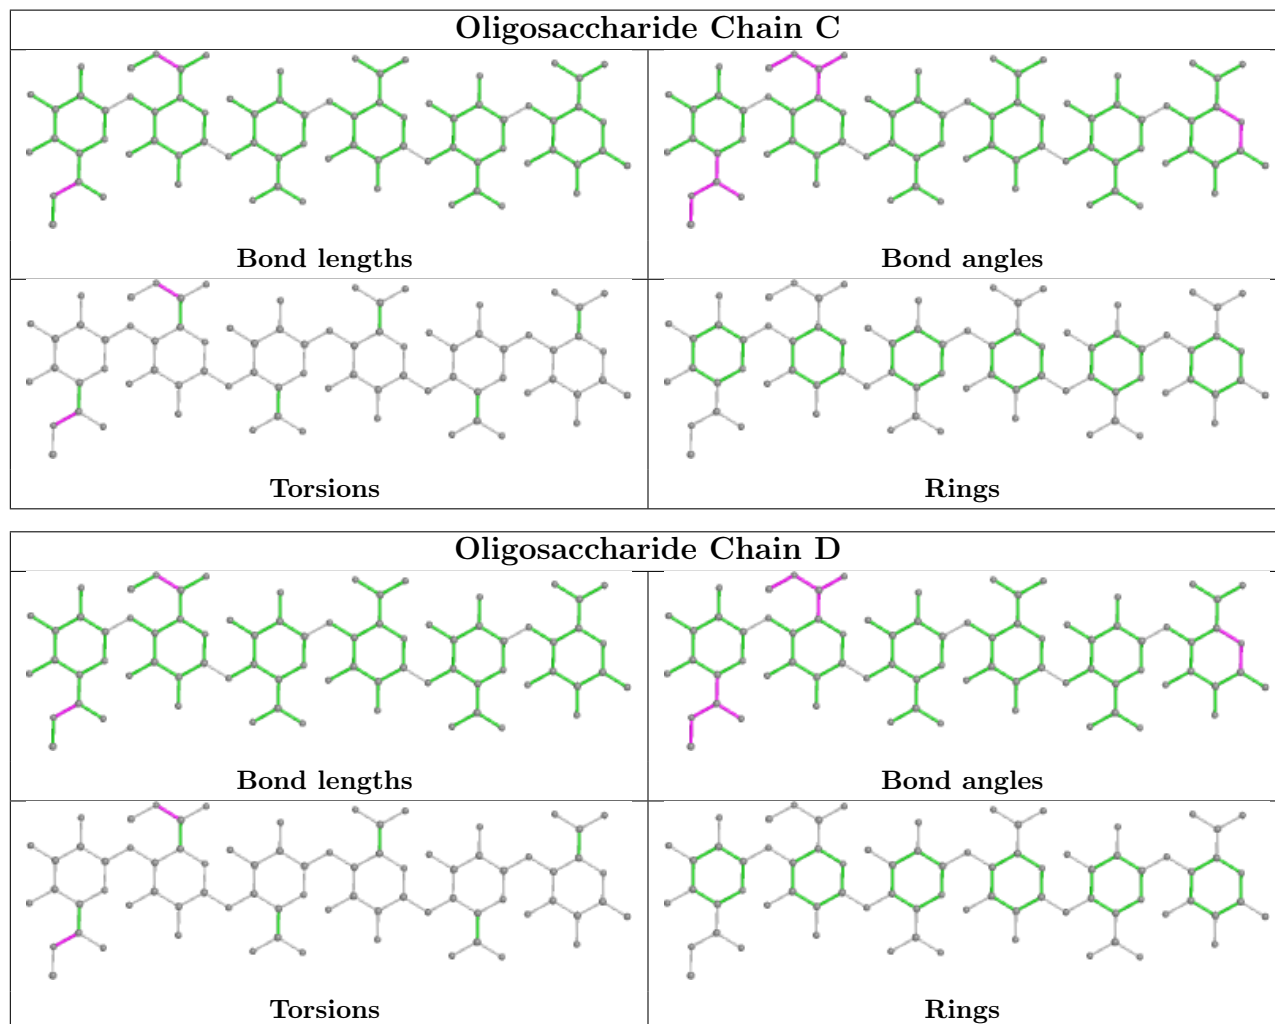 Oligosaccharide Chain C
Bond lengths
Bond angles
Torsions
Rings
Oligosaccharide Chain D
Bond lengths
Bond angles
Torsions
Rings